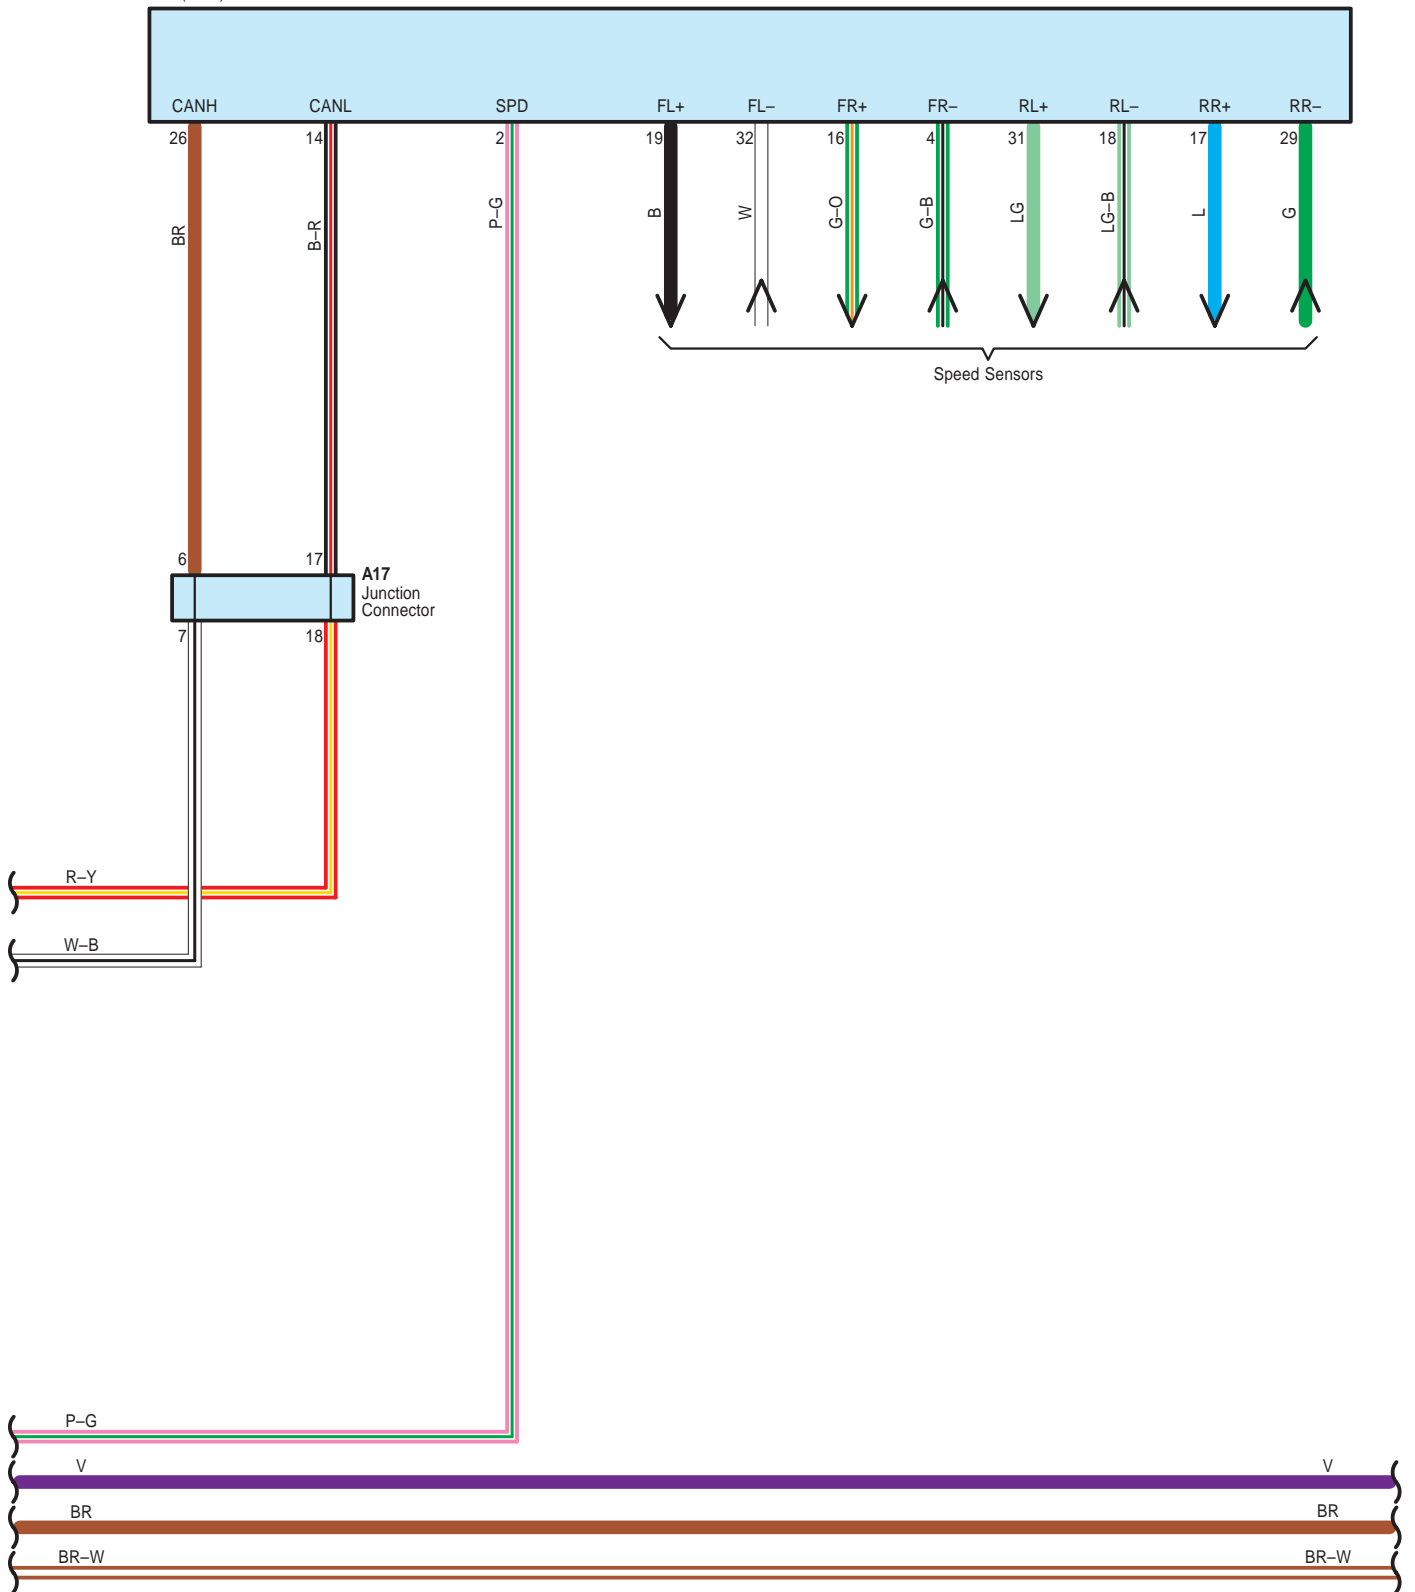 CANH CANL SPD FL+ FL– FR+ FR– RL+ RL– RR+ RR–
26 14 2 19 32 16 4 31 18 17 29
BR B–R P–G B W G–O G–B LG LG–B L G
Speed Sensors
6 17
A17
Junction
Connector
7 18
R–Y
W–B
P–G
V V
BR BR
BR–W BR–W